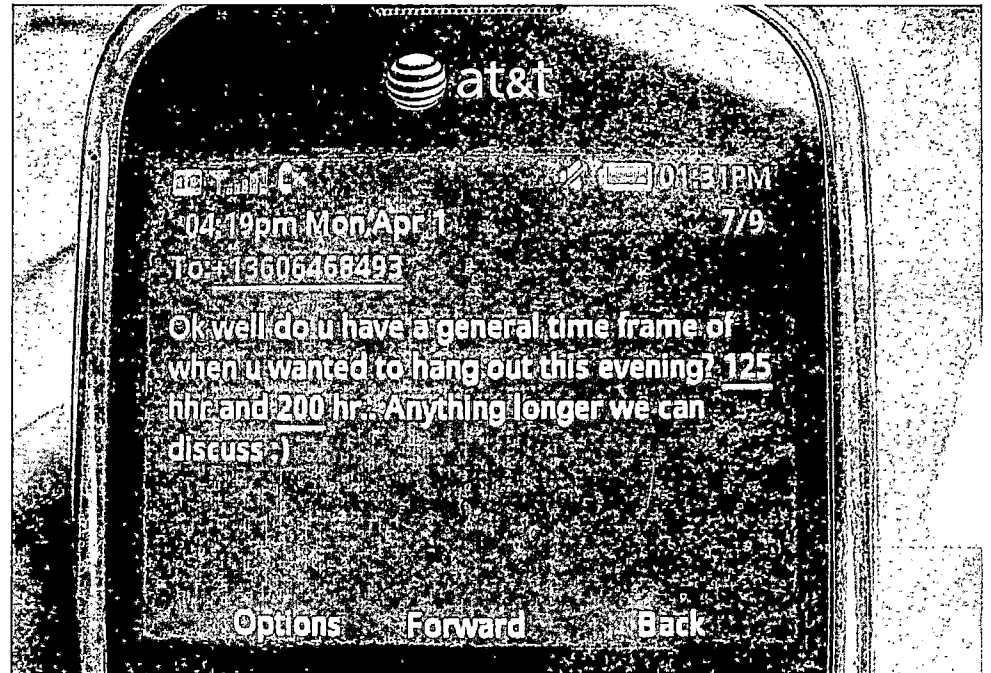 at&t
01:31PM
04:19pm Mon,Apr 1 7/9
To:+13606468493
Ok well do u have a general time frame of
when u wanted to hang out this evening? 125
hhr and 200 hr.. Anything longer we can
discuss ;)
Options Forward Back